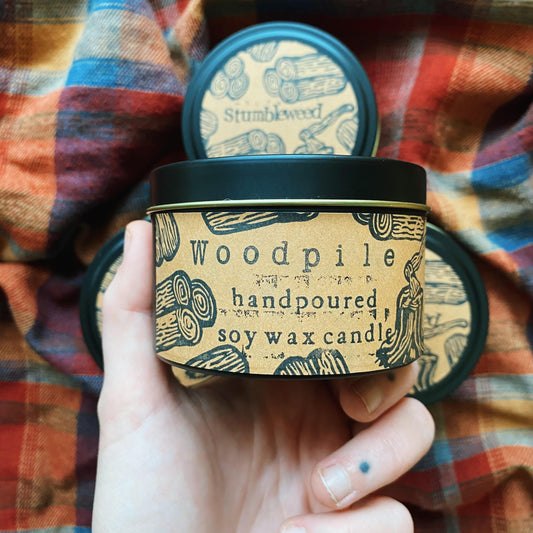 Stumbleweed
Woodpile
handpoured
soy wax candle